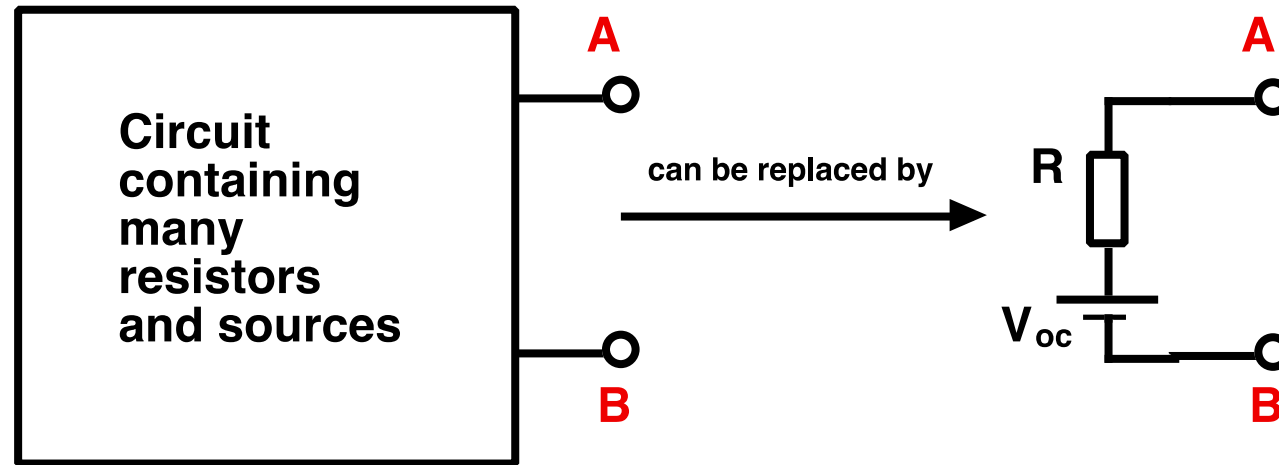 A
Circuit
containing
many
resistors
and sources
B
can be replaced by
A
R
Voc
B